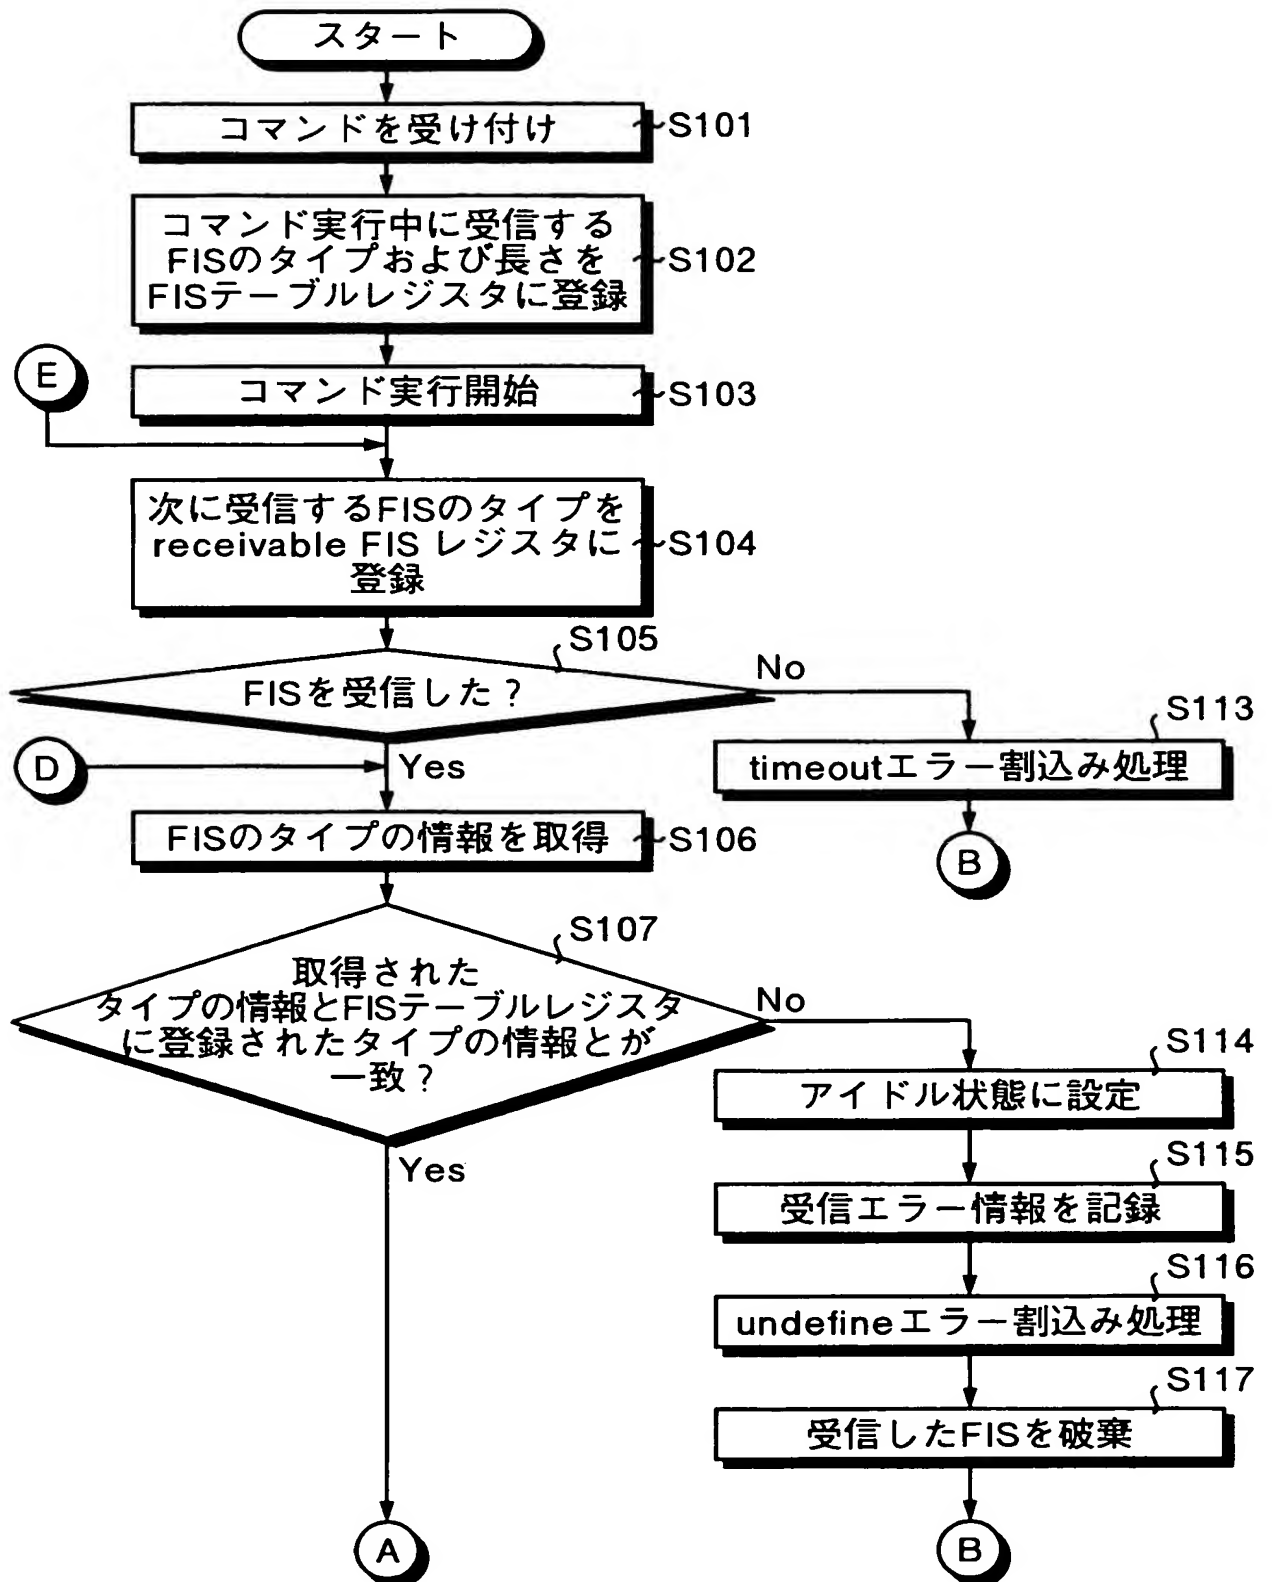 スタート
コマンドを受け付け
S101
コマンド実行中に受信する
FISのタイプおよび長さを
FISテーブルレジスタに登録
S102
E
コマンド実行開始
S103
次に受信するFISのタイプを
receivable FIS レジスタに
登録
S104
S105
FISを受信した?
No
S113
timeoutエラー割込み処理
B
D
Yes
FISのタイプの情報を取得
S106
S107
取得された
タイプの情報とFISテーブルレジスタ
に登録されたタイプの情報とが
一致?
No
S114
アイドル状態に設定
S115
受信エラー情報を記録
S116
undefineエラー割込み処理
S117
受信したFISを破棄
B
Yes
A